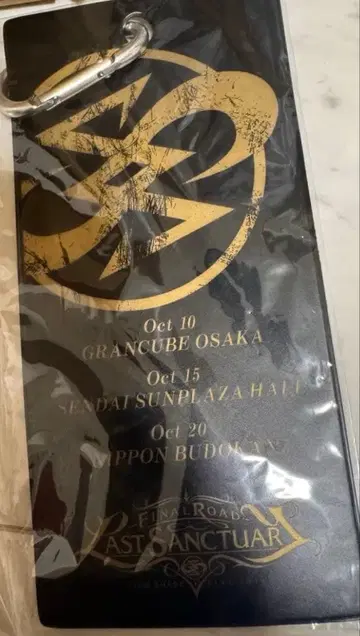 Oct 10
GRANCUBE OSAKA
Oct 15
SENDAI SUNPLAZA HALL
Oct 20
NIPPON BUDOKAN
FINAL ROAD
LAST SANCTUARY